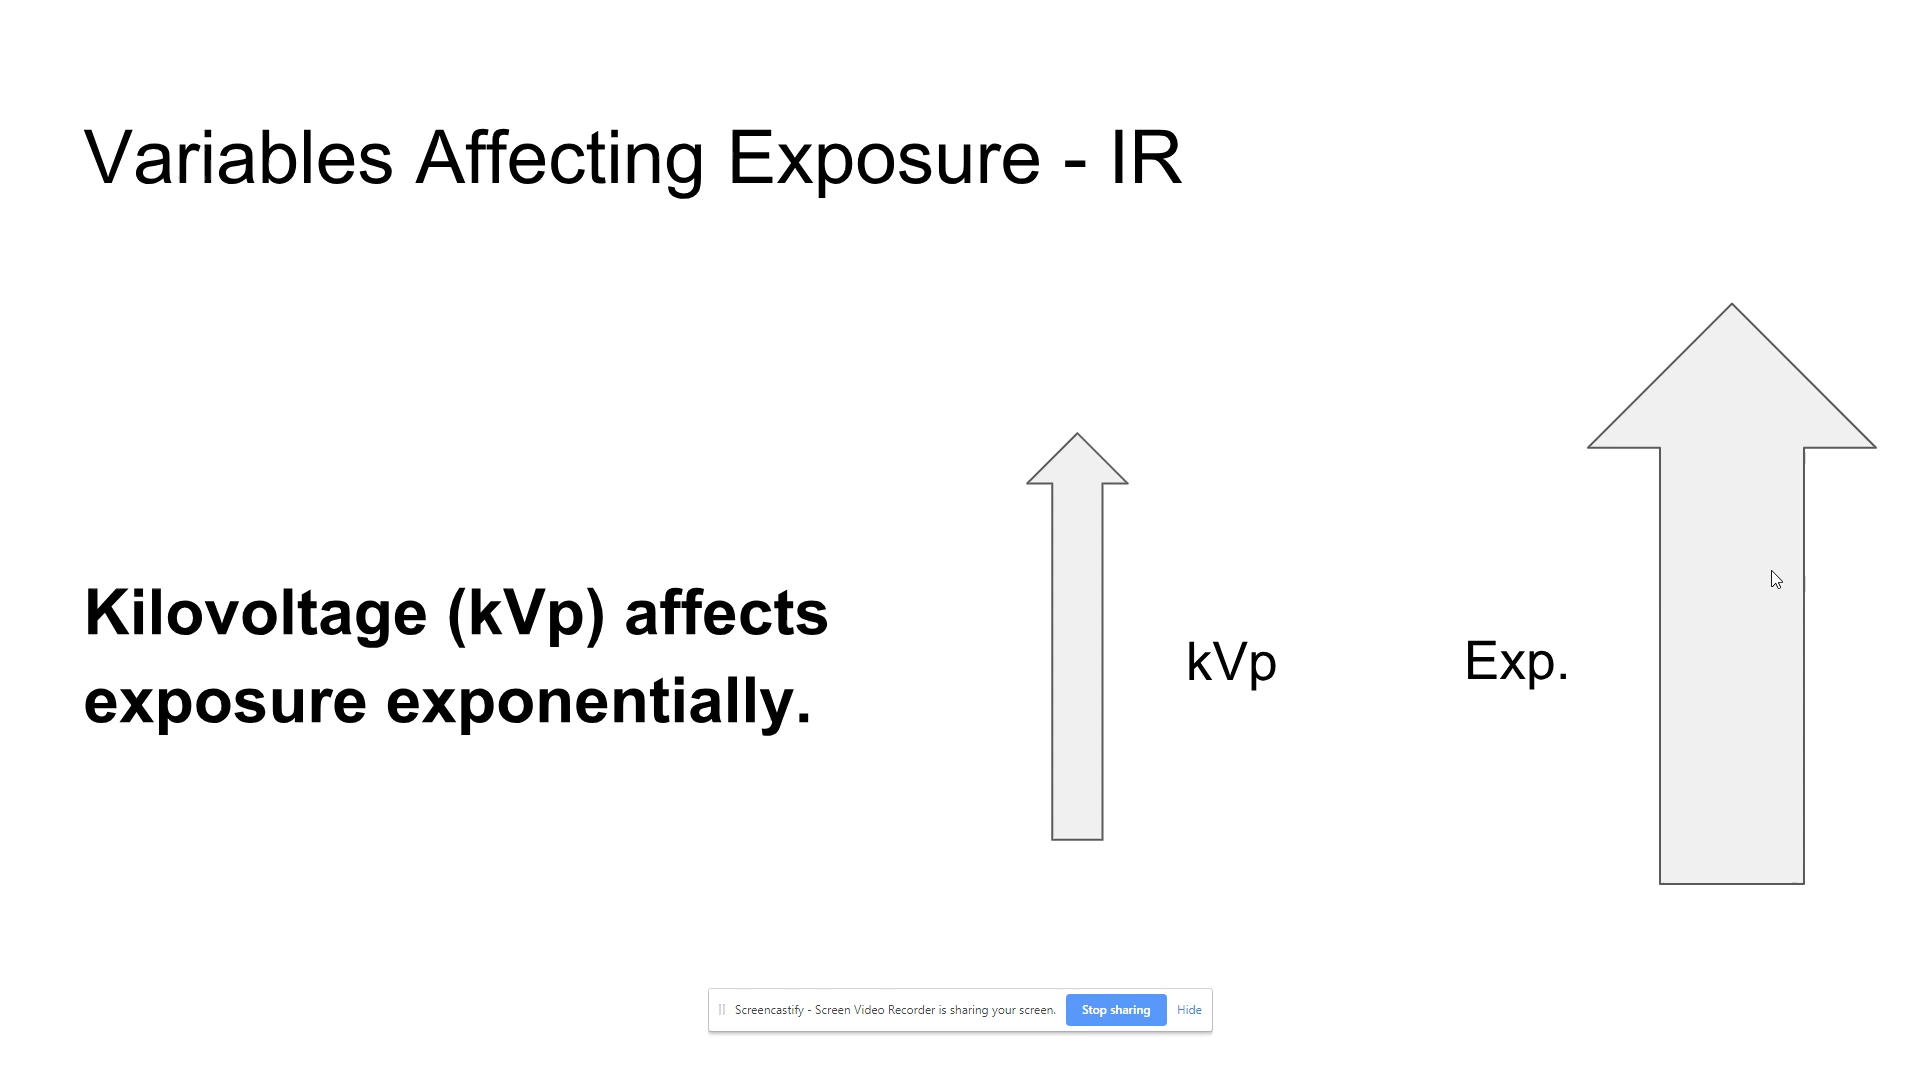 Variables Affecting Exposure - IR
Kilovoltage (kVp) affects
exposure exponentially.
kVp
Exp.
Screencastify - Screen Video Recorder is sharing your screen.
Stop sharing
Hide